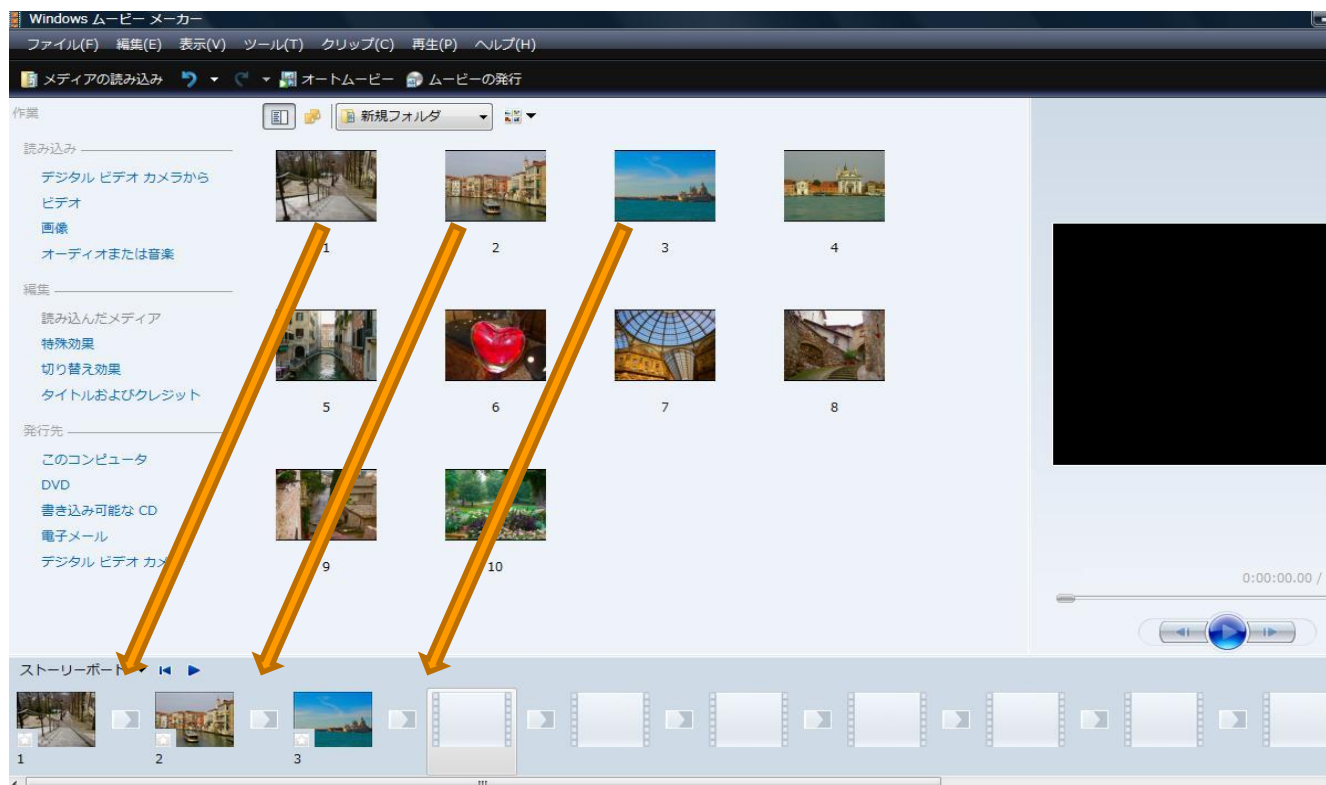 Windows ムービー メーカー
ファイル(F) 編集(E) 表示(V) ツール(T) クリップ(C) 再生(P) ヘルプ(H)
メディアの読み込み オートムービー ムービーの発行
作業
新規フォルダ
読み込み
デジタル ビデオ カメラから
ビデオ
画像
オーディオまたは音楽
編集
読み込んだメディア
特殊効果
切り替え効果
タイトルおよびクレジット
発行先
このコンピュータ
DVD
書き込み可能な CD
電子メール
デジタル ビデオ カメ
1 2 3 4
5 6 7 8
9 10
0:00:00.00 /
ストーリーボード
1 2 3